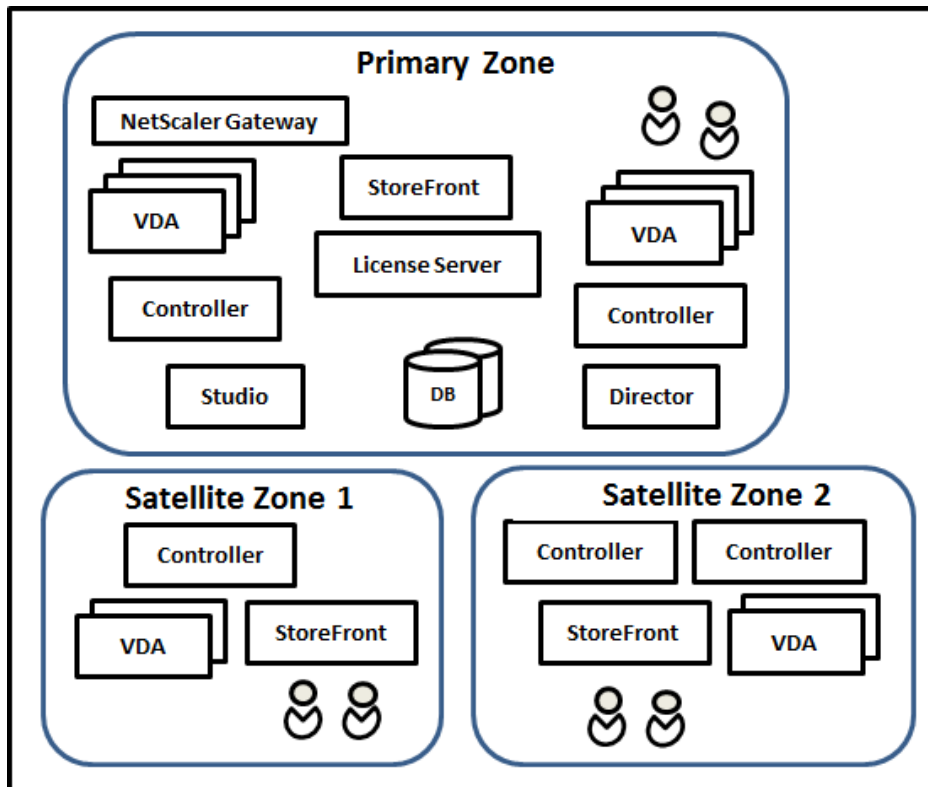 Primary Zone
NetScaler Gateway
StoreFront
VDA
VDA
License Server
Controller
Controller
Studio
DB
Director
Satellite Zone 1
Controller
VDA
StoreFront
Satellite Zone 2
Controller
Controller
StoreFront
VDA